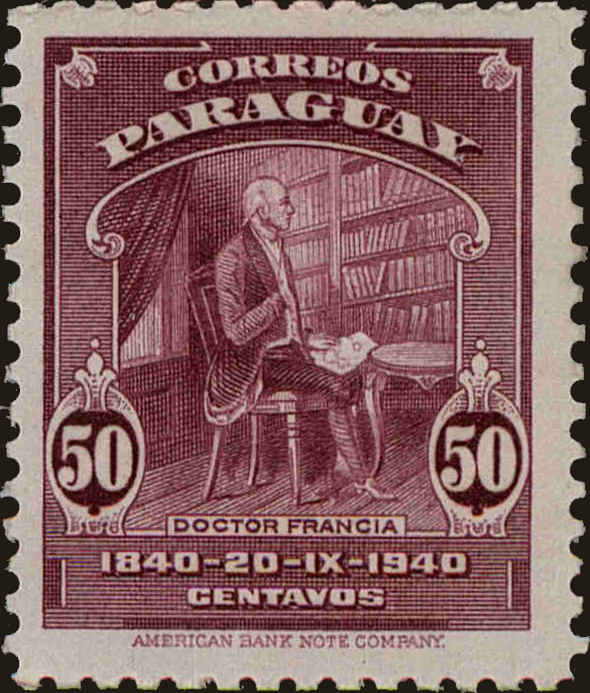 CORREOS
PARAGUAY
50 50
DOCTOR FRANCIA
1840-20-IX-1940
CENTAVOS
AMERICAN BANK NOTE COMPANY.